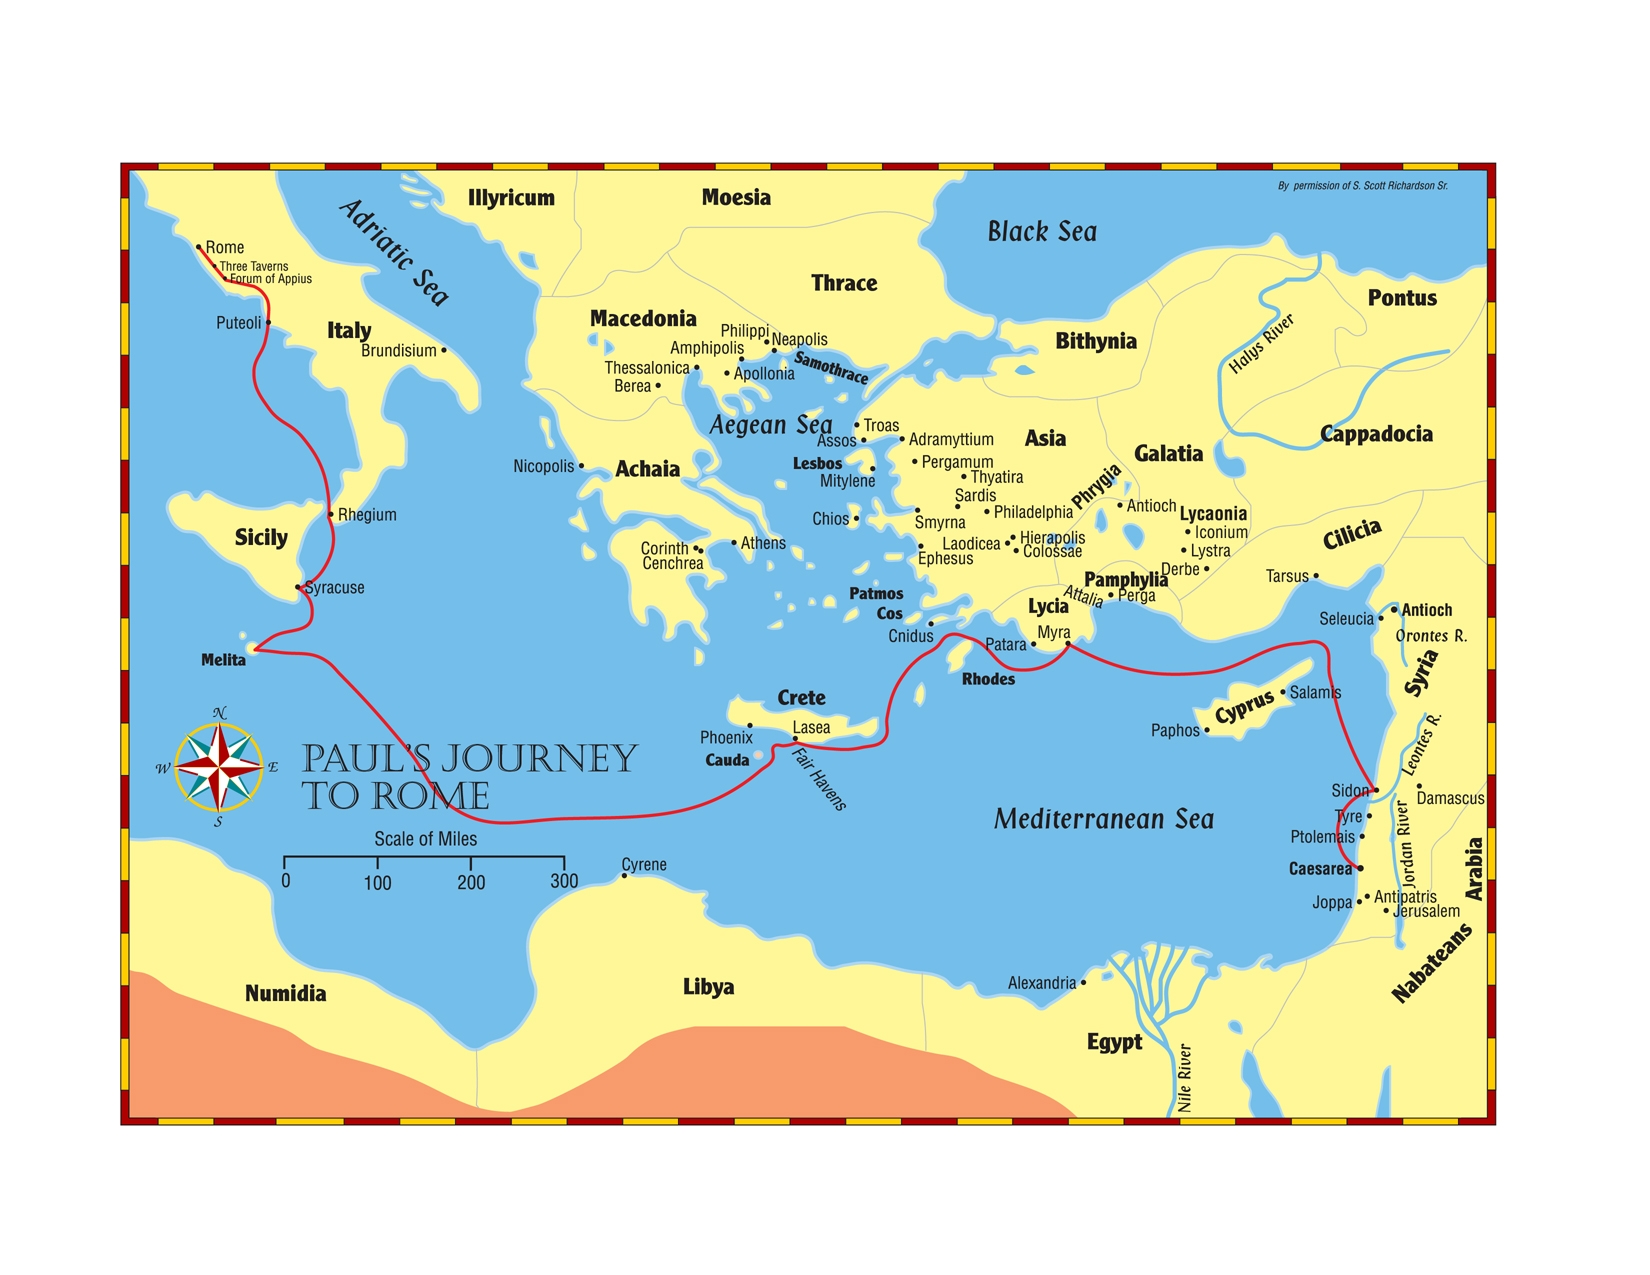 By permission of S. Scott Richardson Sr.
Illyricum
Moesia
Adriatic Sea
Black Sea
Rome
Three Taverns
Forum of Appius
Thrace
Pontus
Puteoli
Italy
Macedonia
Brundisium
Philippi
Neapolis
Bithynia
Halys River
Amphipolis
Samothrace
Thessalonica
Apollonia
Berea
Aegean Sea
Troas
Assos
Adramyttium
Asia
Cappadocia
Galatia
Nicopolis
Achaia
Lesbos
Pergamum
Mitylene
Thyatira
Phrygia
Sardis
Antioch
Rhegium
Chios
Smyrna
Philadelphia
Lycaonia
Iconium
Cilicia
Sicily
Corinth
Athens
Cenchrea
Laodicea
Hierapolis
Colossae
Lystra
Ephesus
Derbe
Tarsus
Syracuse
Pamphylia
Patmos
Attalia
Perga
Cos
Lycia
Antioch
Seleucia
Cnidus
Patara
Myra
Orontes R.
Melita
Rhodes
Syria
Crete
Cyprus
Salamis
Phoenix
Lasea
Paphos
Leontes R.
Cauda
Fair Havens
N
W
E
S
PAUL'S JOURNEY
TO ROME
Sidon
Damascus
Mediterranean Sea
Tyre
Jordan River
Ptolemais
Scale of Miles
0 100 200 300
Cyrene
Caesarea
Arabia
Joppa
Antipatris
Jerusalem
Nabateans
Numidia
Libya
Alexandria
Egypt
Nile River